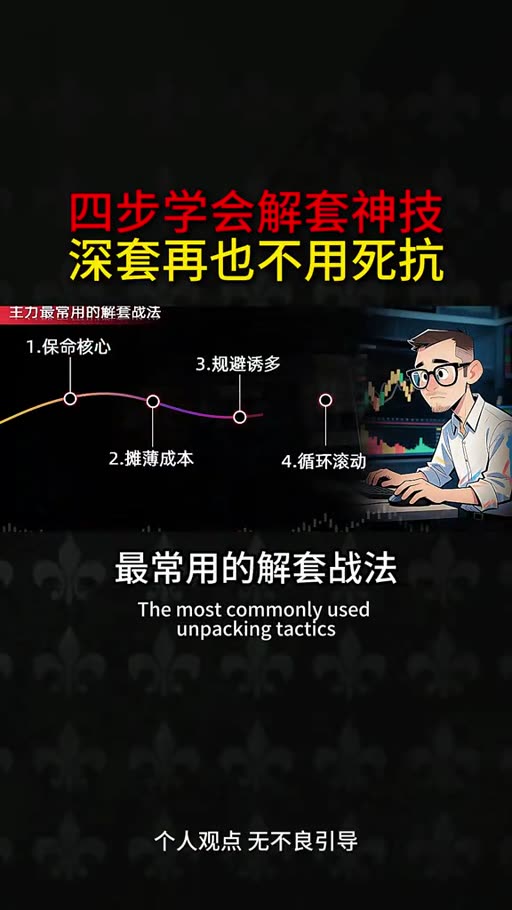 四步学会解套神技
深套再也不用死抗
主力最常用的解套战法
1.保命核心
3.规避诱多
2.摊薄成本
4.循环滚动
最常用的解套战法
The most commonly used
unpacking tactics
个人观点 无不良引导